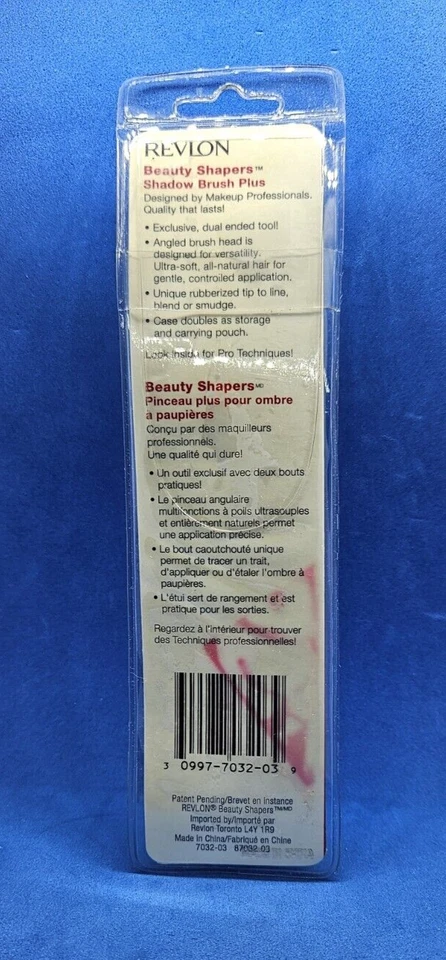 REVLON
Beauty Shapers™
Shadow Brush Plus
Designed by Makeup Professionals.
Quality that lasts!
• Exclusive, dual ended tool!
• Angled brush head is
designed for versatility.
Ultra-soft, all-natural hair for
gentle, controlled application.
• Unique rubberized tip to line,
blend or smudge.
• Case doubles as storage
and carrying pouch.
Look inside for Pro Techniques!
Beauty Shapers MD
Pinceau plus pour ombre
à paupières
Conçu par des maquilleurs
professionnels.
Une qualité qui dure!
• Un outil exclusif avec deux bouts
pratiques!
• Le pinceau angulaire
multifonctions à poils ultrasouples
et entièrement naturels permet
une application précise.
• Le bout caoutchouté unique
permet de tracer un trait,
d'appliquer ou d'étaler l'ombre à
paupières.
• L'étui sert de rangement et est
pratique pour les sorties.
Regardez à l'intérieur pour trouver
des Techniques professionnelles!
3 0997-7032-03 9
Patent Pending/Brevet en instance
REVLON® Beauty Shapers™/MD
Imported by/Importé par
Revlon Toronto L4Y 1R9
Made in China/Fabriqué en Chine
7032-03 67032 03